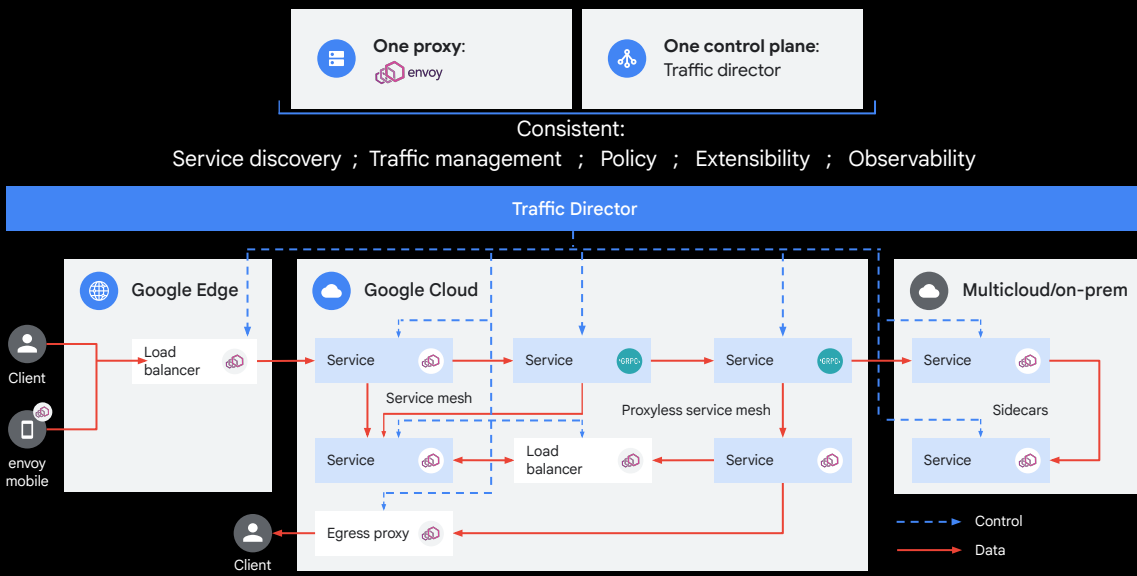 One proxy:
envoy
One control plane:
Traffic director
Consistent:
Service discovery ; Traffic management ; Policy ; Extensibility ; Observability
Traffic Director
Google Edge
Google Cloud
Multicloud/on-prem
Client
Load
balancer
Service
Service
GRPC
Service
GRPC
Service
Service mesh
Proxyless service mesh
Sidecars
envoy
mobile
Service
Load
balancer
Service
Service
Egress proxy
Client
Control
Data